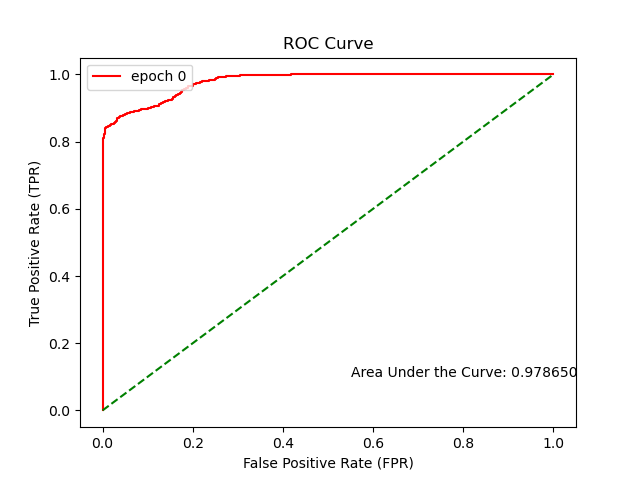 ROC Curve
epoch 0
1.0
0.8
0.6
0.4
0.2
0.0
True Positive Rate (TPR)
Area Under the Curve: 0.978650
0.0 0.2 0.4 0.6 0.8 1.0
False Positive Rate (FPR)